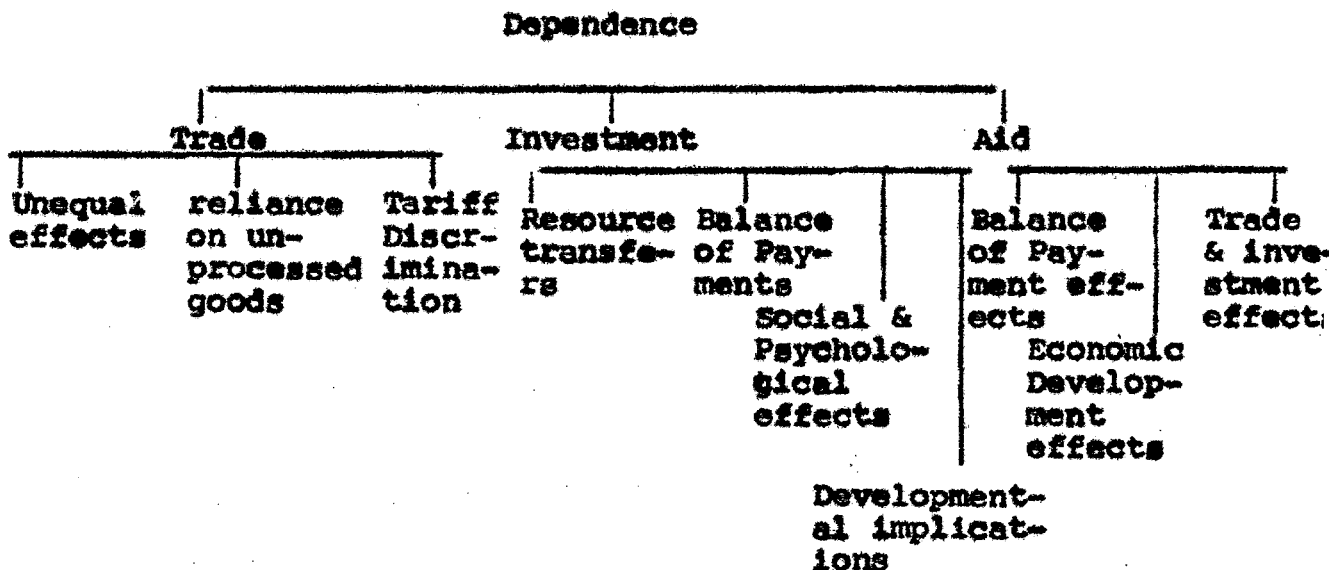 Dependence
Trade
Investment
Aid
Unequal
effects
reliance
on un-
processed
goods
Tariff
Discr-
imina-
tion
Resource
transfe-
rs
Balance
of Pay-
ments
Social &
Psycholo-
gical
effects
Development-
al implicat-
ions
Balance
of Pay-
ment eff-
ects
Economic
Develop-
ment
effects
Trade
& inve-
stment
effects